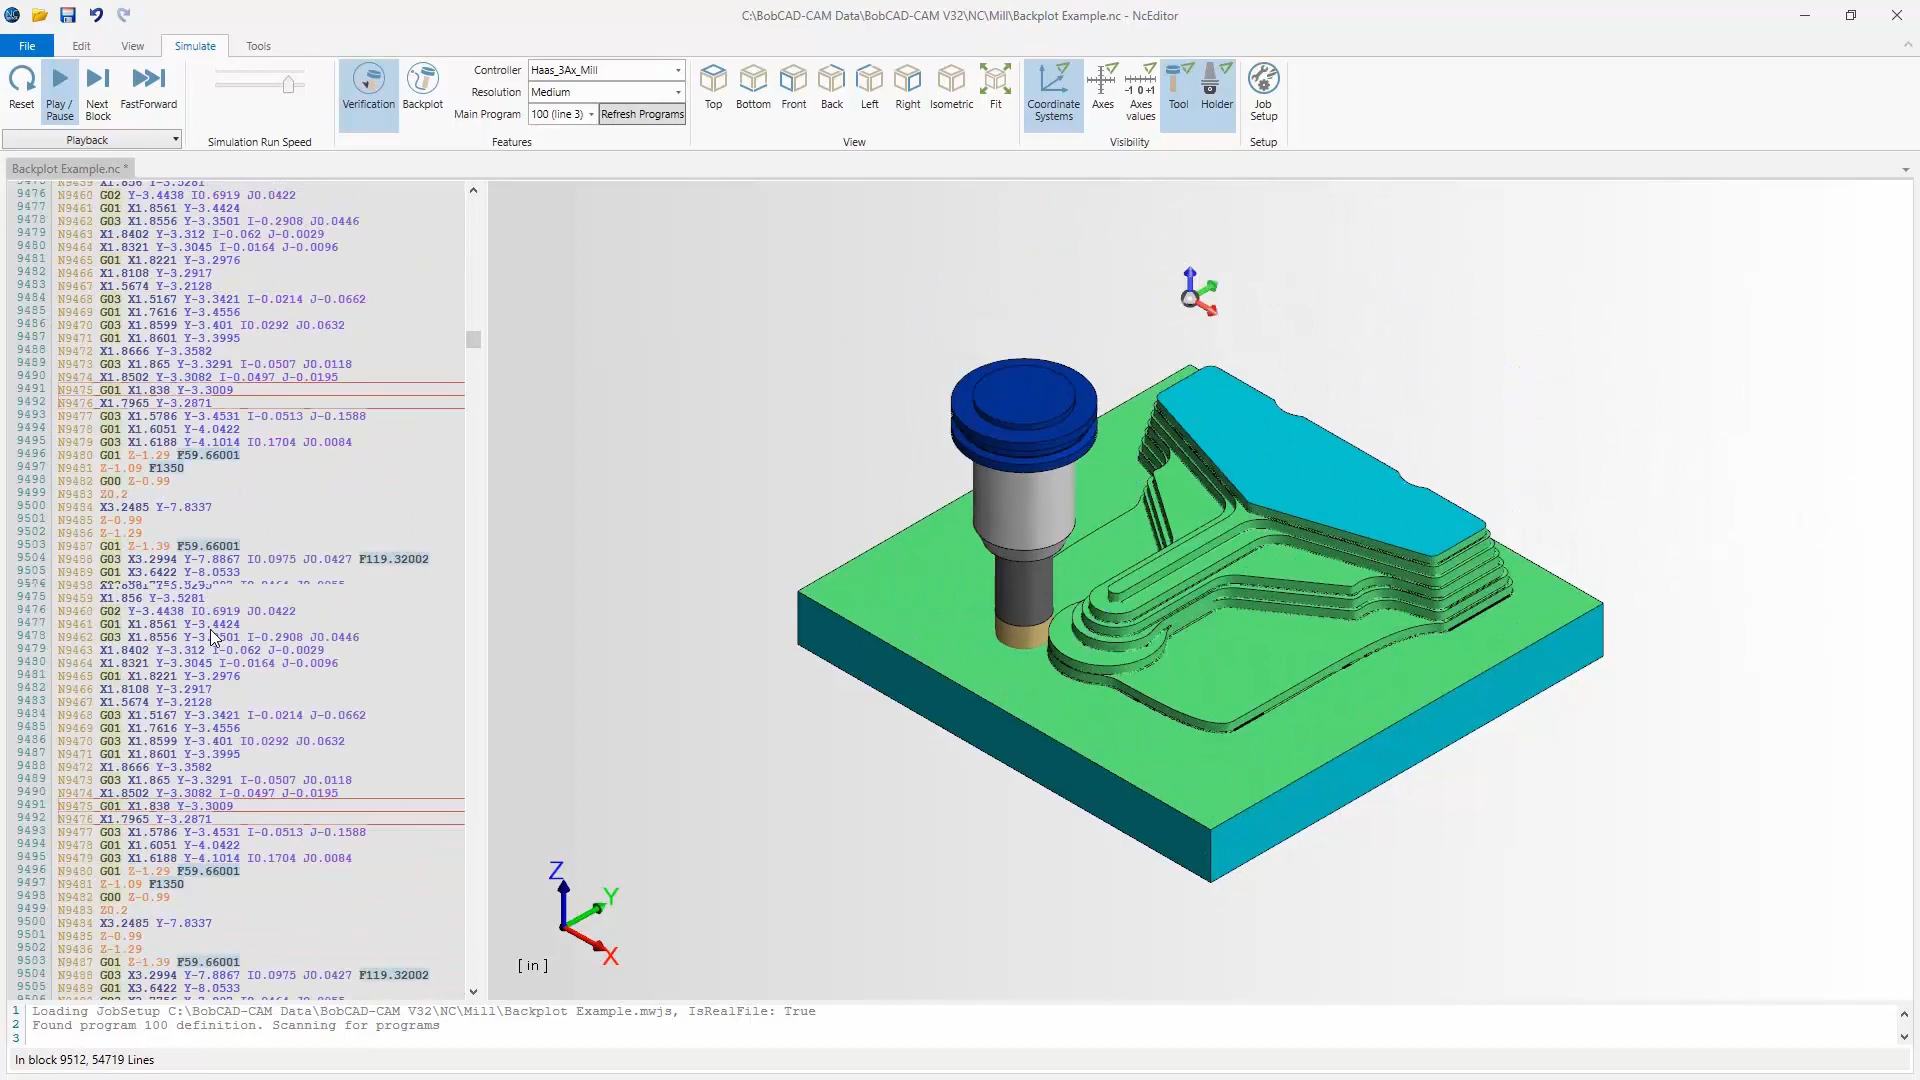 C:\BobCAD-CAM Data\BobCAD-CAM V32\NC\Mill\Backplot Example.nc - NcEditor
File Edit View Simulate Tools
Reset
Play / Pause
Next Block
FastForward
Playback
Simulation Run Speed
Verification
Backplot
Controller Haas_3Ax_Mill
Resolution Medium
Main Program 100 (line 3) Refresh Programs
Features
Top Bottom Front Back Left Right Isometric Fit
View
Coordinate Systems
Axes
Axes values
Tool
Holder
Visibility
Job Setup
Setup
Backplot Example.nc *
9476 N9460 G02 Y-3.4438 I0.6919 J0.0422
9477 N9461 G01 X1.8561 Y-3.4424
9478 N9462 G03 X1.8556 Y-3.3501 I-0.2908 J0.0446
9479 N9463 X1.8402 Y-3.312 I-0.062 J-0.0029
9480 N9464 X1.8321 Y-3.3045 I-0.0164 J-0.0096
9481 N9465 G01 X1.8221 Y-3.2976
9482 N9466 X1.8108 Y-3.2917
9483 N9467 X1.5674 Y-3.2128
9484 N9468 G03 X1.5167 Y-3.3421 I-0.0214 J-0.0662
9485 N9469 G01 X1.7616 Y-3.4556
9486 N9470 G03 X1.8599 Y-3.401 I0.0292 J0.0632
9487 N9471 G01 X1.8601 Y-3.3995
9488 N9472 X1.8666 Y-3.3582
9489 N9473 G03 X1.865 Y-3.3291 I-0.0507 J0.0118
9490 N9474 X1.8502 Y-3.3082 I-0.0497 J-0.0195
9491 N9475 G01 X1.838 Y-3.3009
9492 N9476 X1.7965 Y-3.2871
9493 N9477 G03 X1.5786 Y-3.4531 I-0.0513 J-0.1588
9494 N9478 G01 X1.6051 Y-4.0422
9495 N9479 G03 X1.6188 Y-4.1014 I0.1704 J0.0084
9496 N9480 G01 Z-1.29 F59.66001
9497 N9481 Z-1.09 F1350
9498 N9482 G00 Z-0.99
9499 N9483 Z0.2
9500 N9484 X3.2485 Y-7.8337
9501 N9485 Z-0.99
9502 N9486 Z-1.29
9503 N9487 G01 Z-1.39 F59.66001
9504 N9488 G03 X3.2994 Y-7.8867 I0.0975 J0.0427 F119.32002
9505 N9489 G01 X3.6422 Y-8.0533
9475 N9459 X1.856 Y-3.5281
9476 N9460 G02 Y-3.4438 I0.6919 J0.0422
9477 N9461 G01 X1.8561 Y-3.4424
9478 N9462 G03 X1.8556 Y-3.3501 I-0.2908 J0.0446
9479 N9463 X1.8402 Y-3.312 I-0.062 J-0.0029
9480 N9464 X1.8321 Y-3.3045 I-0.0164 J-0.0096
9481 N9465 G01 X1.8221 Y-3.2976
9482 N9466 X1.8108 Y-3.2917
9483 N9467 X1.5674 Y-3.2128
9484 N9468 G03 X1.5167 Y-3.3421 I-0.0214 J-0.0662
9485 N9469 G01 X1.7616 Y-3.4556
9486 N9470 G03 X1.8599 Y-3.401 I0.0292 J0.0632
9487 N9471 G01 X1.8601 Y-3.3995
9488 N9472 X1.8666 Y-3.3582
9489 N9473 G03 X1.865 Y-3.3291 I-0.0507 J0.0118
9490 N9474 X1.8502 Y-3.3082 I-0.0497 J-0.0195
9491 N9475 G01 X1.838 Y-3.3009
9492 N9476 X1.7965 Y-3.2871
9493 N9477 G03 X1.5786 Y-3.4531 I-0.0513 J-0.1588
9494 N9478 G01 X1.6051 Y-4.0422
9495 N9479 G03 X1.6188 Y-4.1014 I0.1704 J0.0084
9496 N9480 G01 Z-1.29 F59.66001
9497 N9481 Z-1.09 F1350
9498 N9482 G00 Z-0.99
9499 N9483 Z0.2
9500 N9484 X3.2485 Y-7.8337
9501 N9485 Z-0.99
9502 N9486 Z-1.29
9503 N9487 G01 Z-1.39 F59.66001
9504 N9488 G03 X3.2994 Y-7.8867 I0.0975 J0.0427 F119.32002
9505 N9489 G01 X3.6422 Y-8.0533
Z
Y
X
[ in ]
1 Loading JobSetup C:\BobCAD-CAM Data\BobCAD-CAM V32\NC\Mill\Backplot Example.mwjs, IsRealFile: True
2 Found program 100 definition. Scanning for programs
3
In block 9512, 54719 Lines